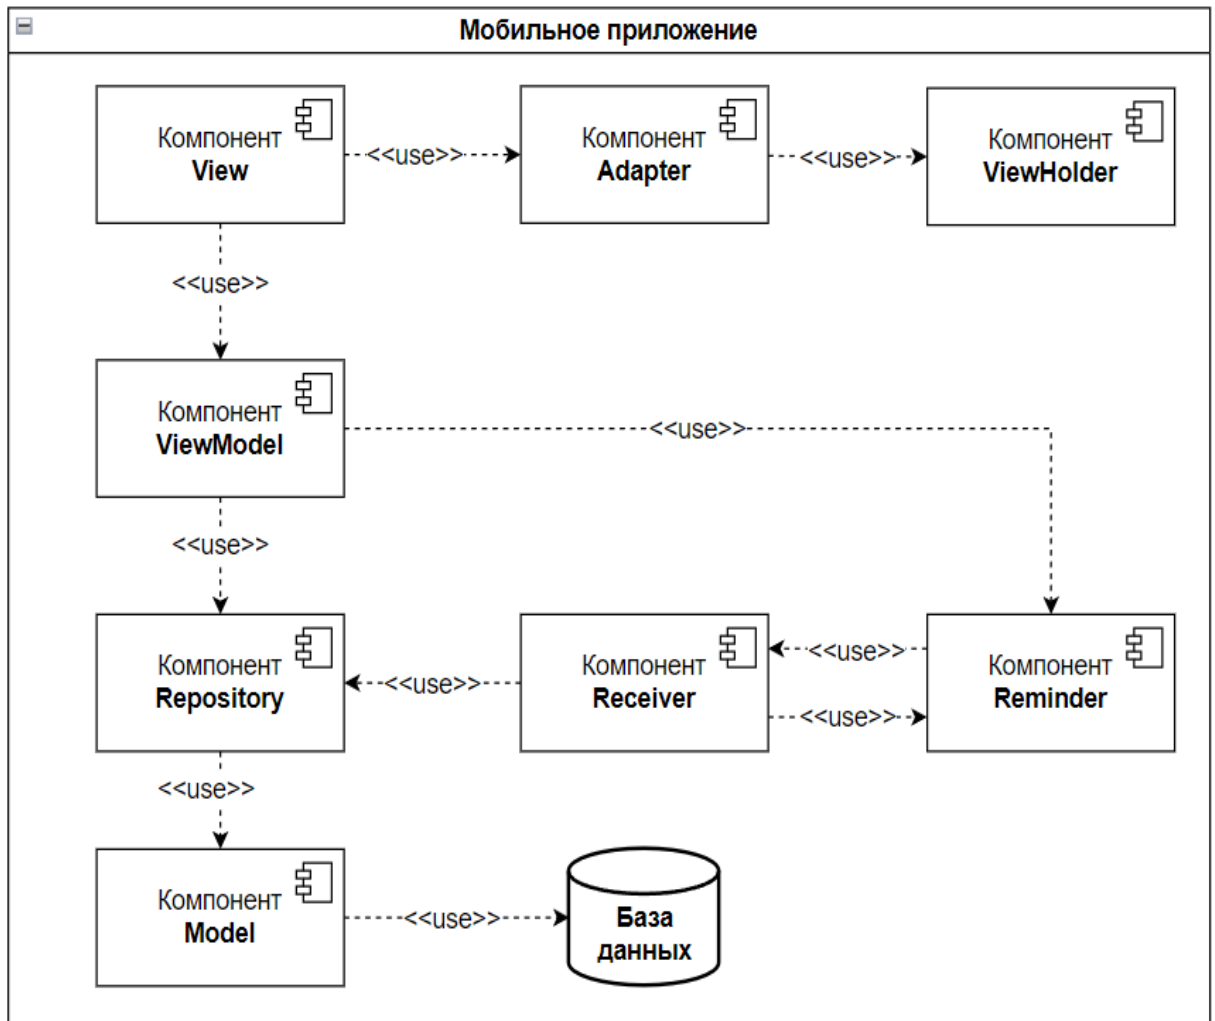 Мобильное приложение
Компонент
View
<<use>>
Компонент
Adapter
<<use>>
Компонент
ViewHolder
<<use>>
Компонент
ViewModel
<<use>>
<<use>>
Компонент
Repository
<<use>>
Компонент
Receiver
<<use>>
<<use>>
Компонент
Reminder
<<use>>
Компонент
Model
<<use>>
База
данных